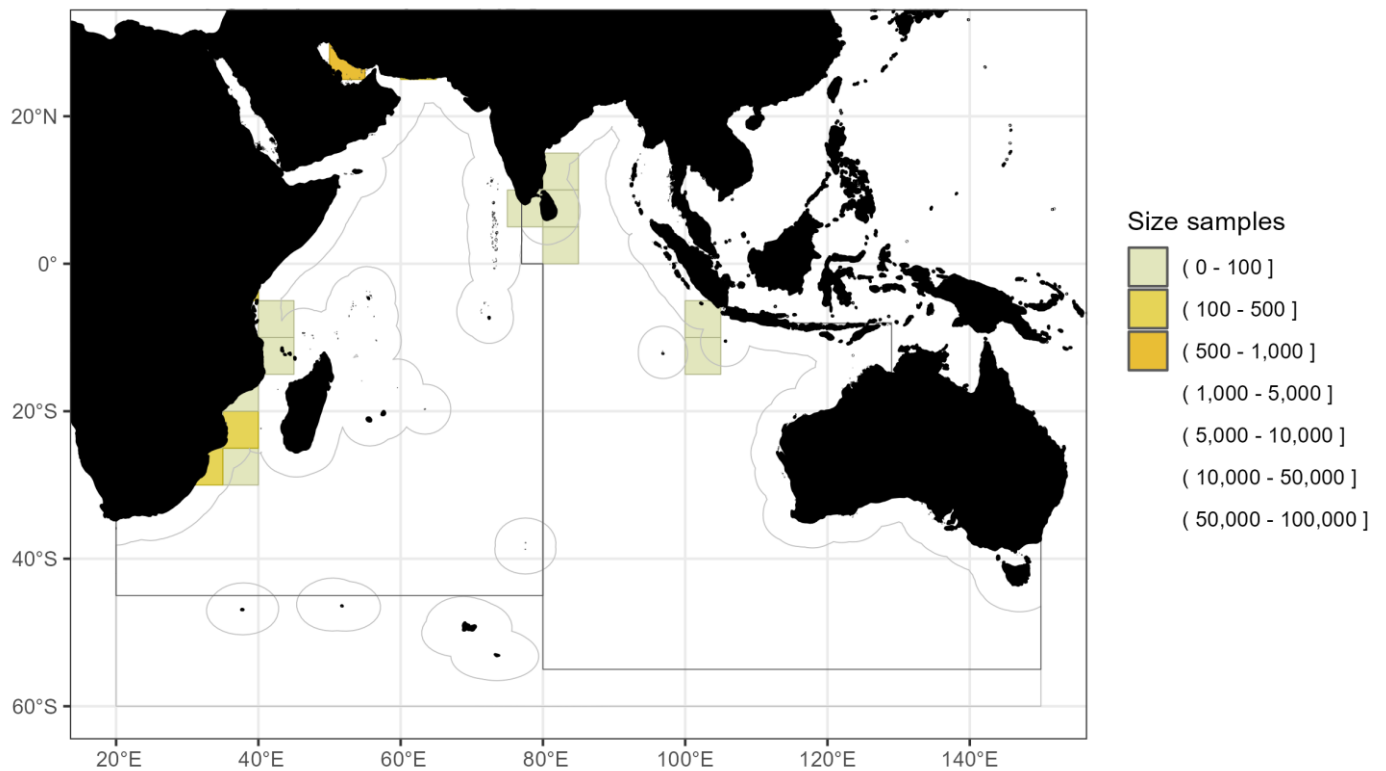 20°N
0°
20°S
40°S
60°S
20°E
40°E
60°E
80°E
100°E
120°E
140°E
Size samples
( 0 - 100 ]
( 100 - 500 ]
( 500 - 1,000 ]
( 1,000 - 5,000 ]
( 5,000 - 10,000 ]
( 10,000 - 50,000 ]
( 50,000 - 100,000 ]